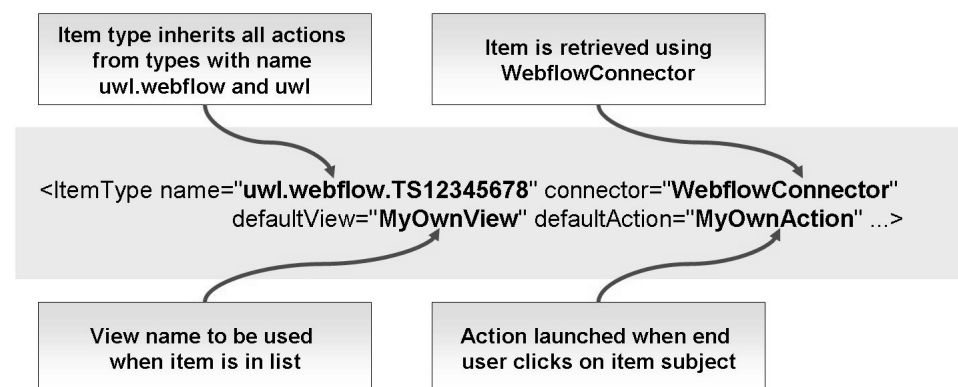 Item type inherits all actions
from types with name
uwl.webflow and uwl
Item is retrieved using
WebflowConnector
<ItemType name="uwl.webflow.TS12345678" connector="WebflowConnector"
defaultView="MyOwnView" defaultAction="MyOwnAction" ...>
View name to be used
when item is in list
Action launched when end
user clicks on item subject